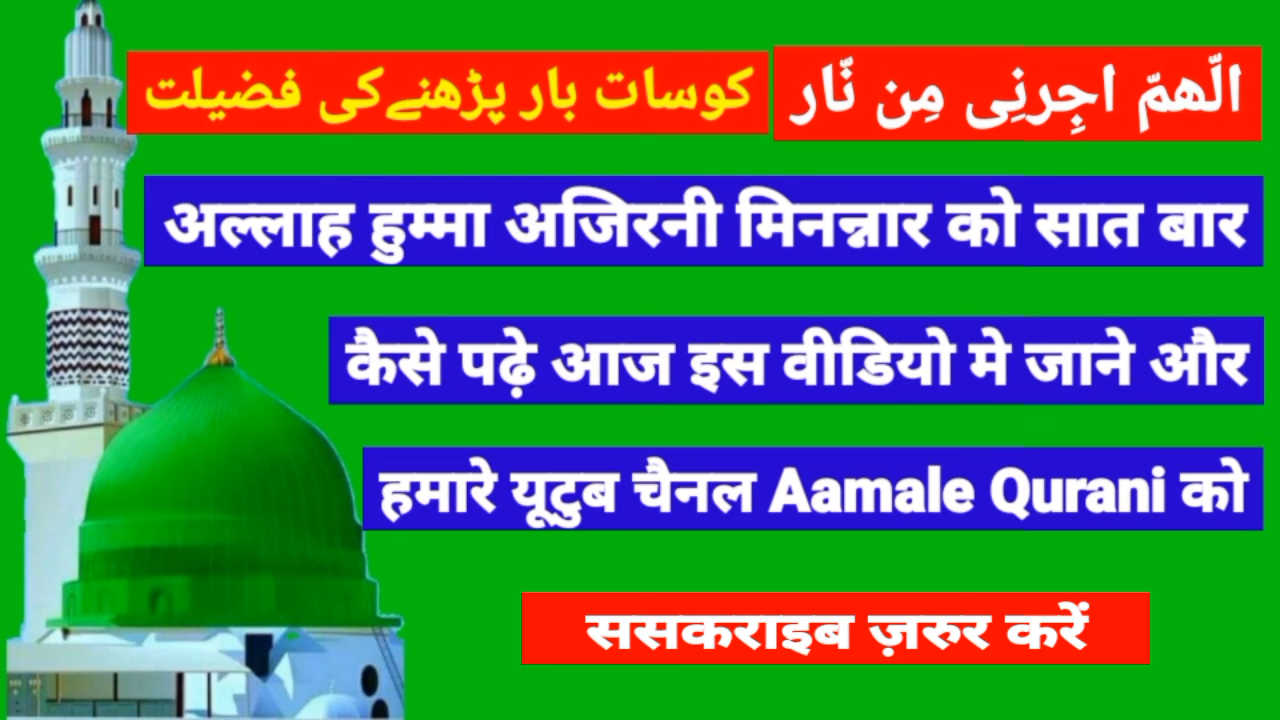 الّھمّ اجِرنِی مِن نّار کوسات بار پڑھنےکی فضیلت
अल्लाह हुम्मा अजिरनी मिनन्नार को सात बार
कैसे पढ़े आज इस वीडियो मे जाने और
हमारे यूटुब चैनल Aamale Qurani को
ससकराइब ज़रुर करें